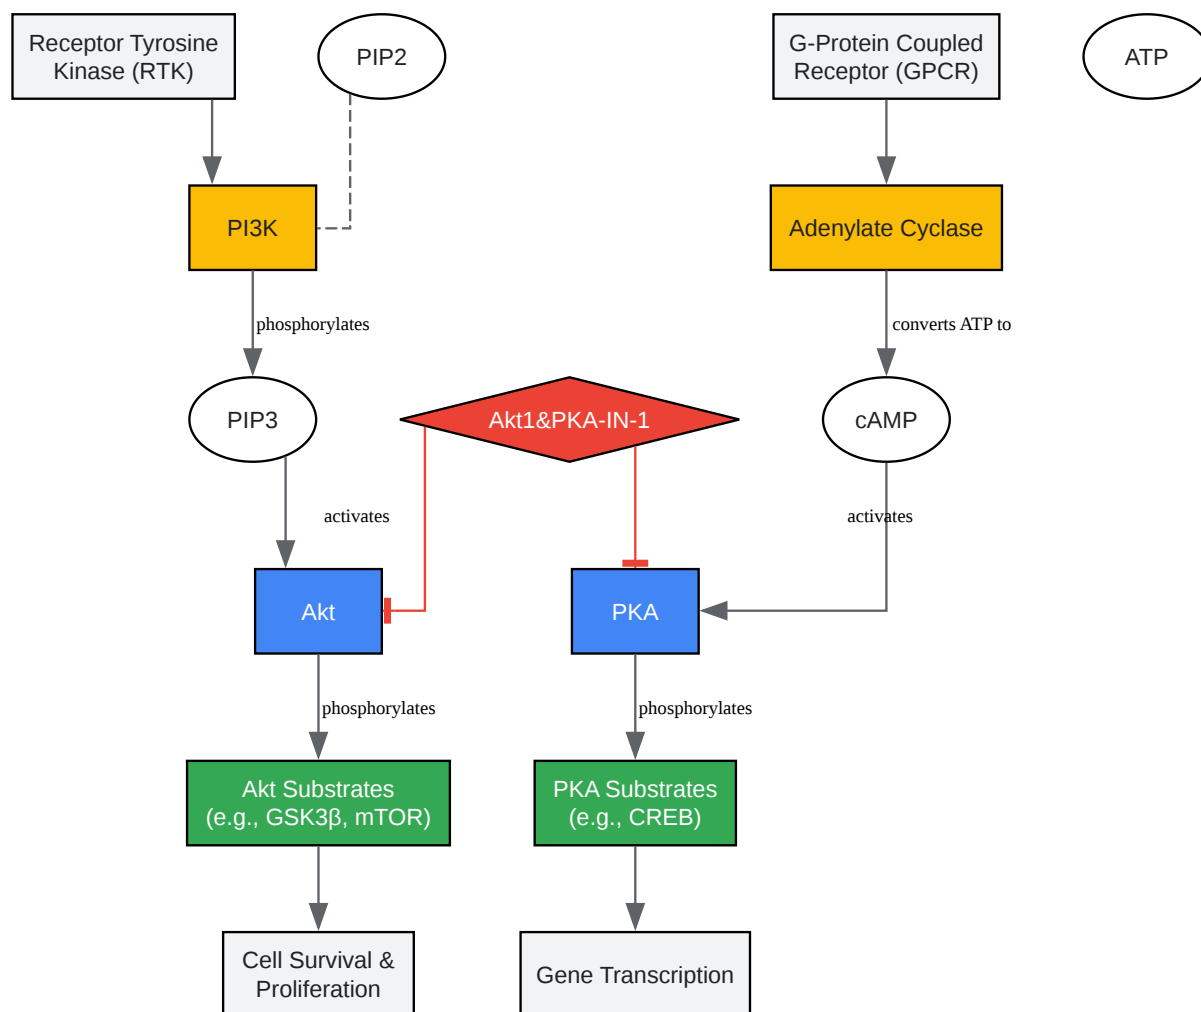 Receptor Tyrosine
Kinase (RTK)
PIP2
G-Protein Coupled
Receptor (GPCR)
ATP
PI3K
Adenylate Cyclase
phosphorylates
converts ATP to
PIP3
Akt1&PKA-IN-1
cAMP
activates
activates
Akt
PKA
phosphorylates
phosphorylates
Akt Substrates
(e.g., GSK3β, mTOR)
PKA Substrates
(e.g., CREB)
Cell Survival &
Proliferation
Gene Transcription